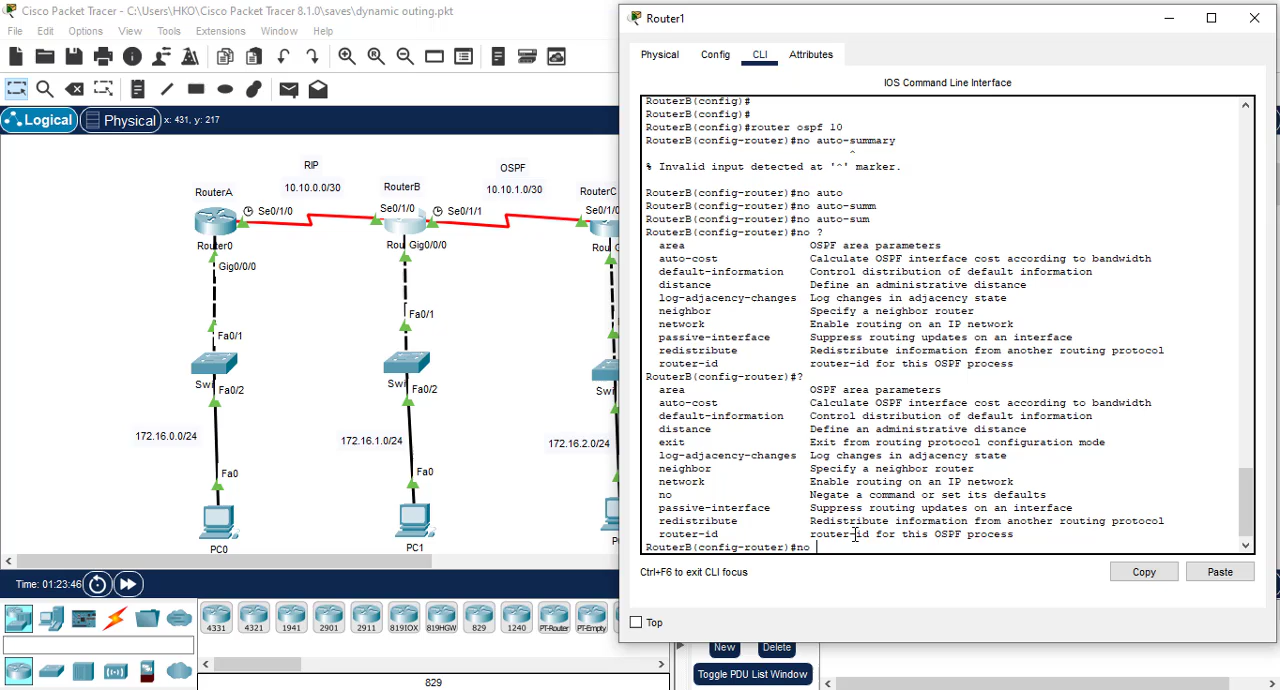 Cisco Packet Tracer - C:\Users\HKO\Cisco Packet Tracer 8.1.0\saves\dynamic outing.pkt
File Edit Options View Tools Extensions Window Help
Logical Physical x: 431, y: 217
RIP
OSPF
10.10.0.0/30
10.10.1.0/30
RouterA
RouterB
RouterC
Se0/1/0
Se0/1/0
Se0/1/1
Se0/1/0
Router0
Rou Gig0/0/0
Rou G
Gig0/0/0
Fa0/1
Fa0/1
Swi
Fa0/2
Swi
Fa0/2
Swi
172.16.0.0/24
172.16.1.0/24
172.16.2.0/24
Fa0
Fa0
PC0
PC1
Time: 01:23:46
4331 4321 1941 2901 2911 819IOX 819HGW 829 1240 PT-Router PT-Empty
829
New Delete
Toggle PDU List Window
Router1
Physical Config CLI Attributes
IOS Command Line Interface
RouterB(config)#
RouterB(config)#
RouterB(config)#router ospf 10
RouterB(config-router)#no auto-summary
^
% Invalid input detected at '^' marker.
RouterB(config-router)#no auto
RouterB(config-router)#no auto-summ
RouterB(config-router)#no auto-sum
RouterB(config-router)#no ?
area OSPF area parameters
auto-cost Calculate OSPF interface cost according to bandwidth
default-information Control distribution of default information
distance Define an administrative distance
log-adjacency-changes Log changes in adjacency state
neighbor Specify a neighbor router
network Enable routing on an IP network
passive-interface Suppress routing updates on an interface
redistribute Redistribute information from another routing protocol
router-id router-id for this OSPF process
RouterB(config-router)#?
area OSPF area parameters
auto-cost Calculate OSPF interface cost according to bandwidth
default-information Control distribution of default information
distance Define an administrative distance
exit Exit from routing protocol configuration mode
log-adjacency-changes Log changes in adjacency state
neighbor Specify a neighbor router
network Enable routing on an IP network
no Negate a command or set its defaults
passive-interface Suppress routing updates on an interface
redistribute Redistribute information from another routing protocol
router-id router-id for this OSPF process
RouterB(config-router)#no
Ctrl+F6 to exit CLI focus
Copy Paste
Top